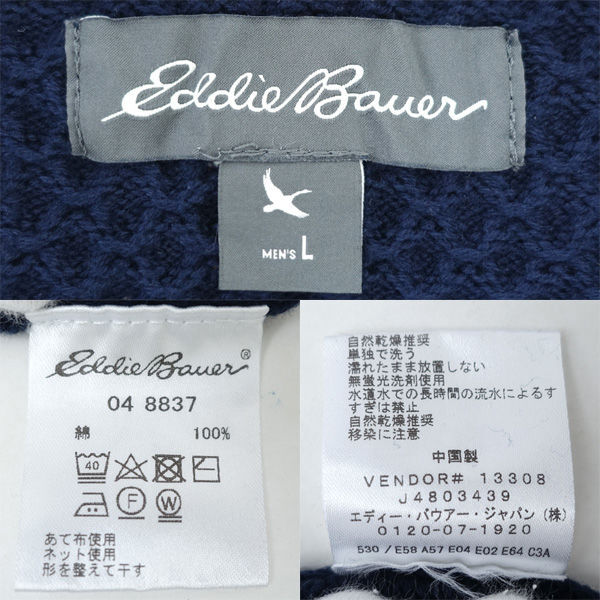 Eddie Bauer
MEN'S L
Eddie Bauer®
04 8837
綿 100%
40
F W
あて布使用
ネット使用
形を整えて干す
自然乾燥推奨
単独で洗う
濡れたまま放置しない
無蛍光洗剤使用
水道水での長時間の流水によるす
すぎは禁止
自然乾燥推奨
移染に注意
中国製
VENDOR# 13308
J4803439
エディー・バウアー・ジャパン(株)
0120-07-1920
530 / E58 A57 E04 E02 E64 C3A